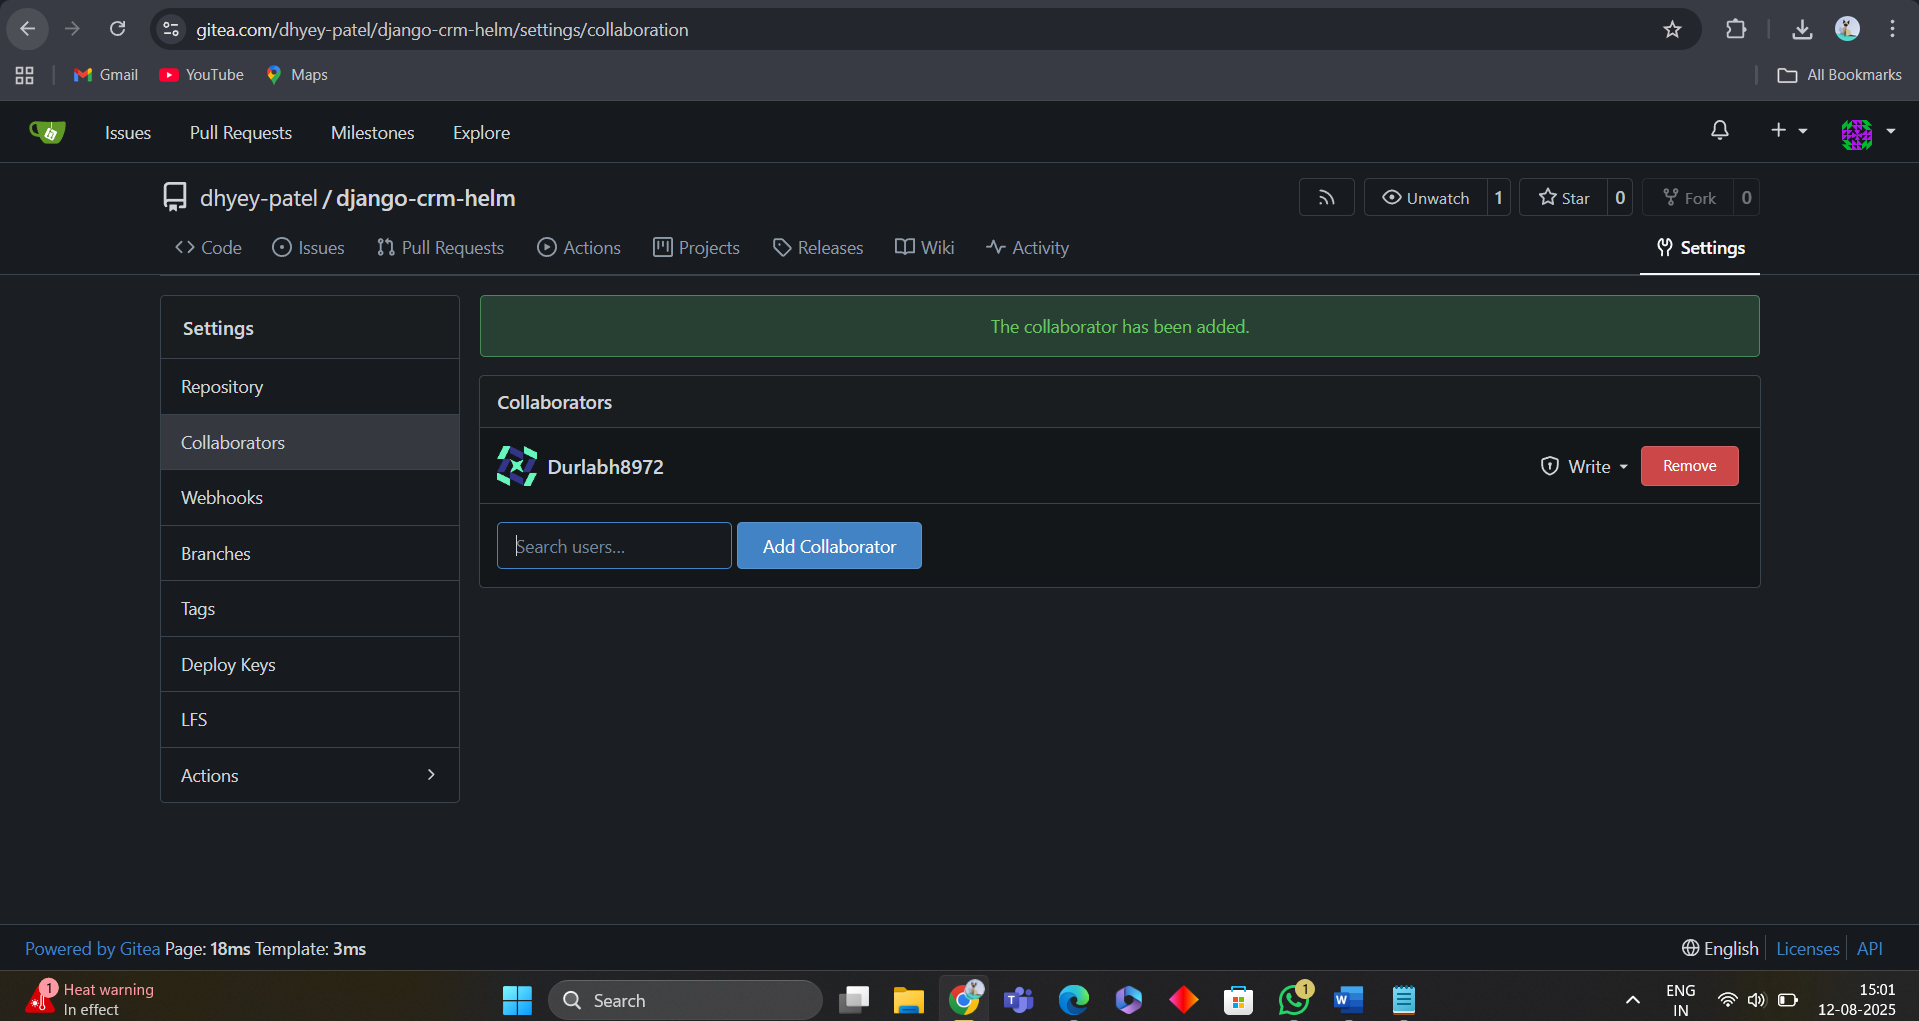 gitea.com/dhyey-patel/django-crm-helm/settings/collaboration
Gmail YouTube Maps All Bookmarks
Issues Pull Requests Milestones Explore
dhyey-patel / django-crm-helm
Unwatch 1 Star 0 Fork 0
Code Issues Pull Requests Actions Projects Releases Wiki Activity Settings
Settings
Repository
Collaborators
Webhooks
Branches
Tags
Deploy Keys
LFS
Actions
The collaborator has been added.
Collaborators
Durlabh8972 Write Remove
Search users... Add Collaborator
Powered by Gitea Page: 18ms Template: 3ms English Licenses API
1 Heat warning
In effect
Search
1
ENG
IN
15:01
12-08-2025